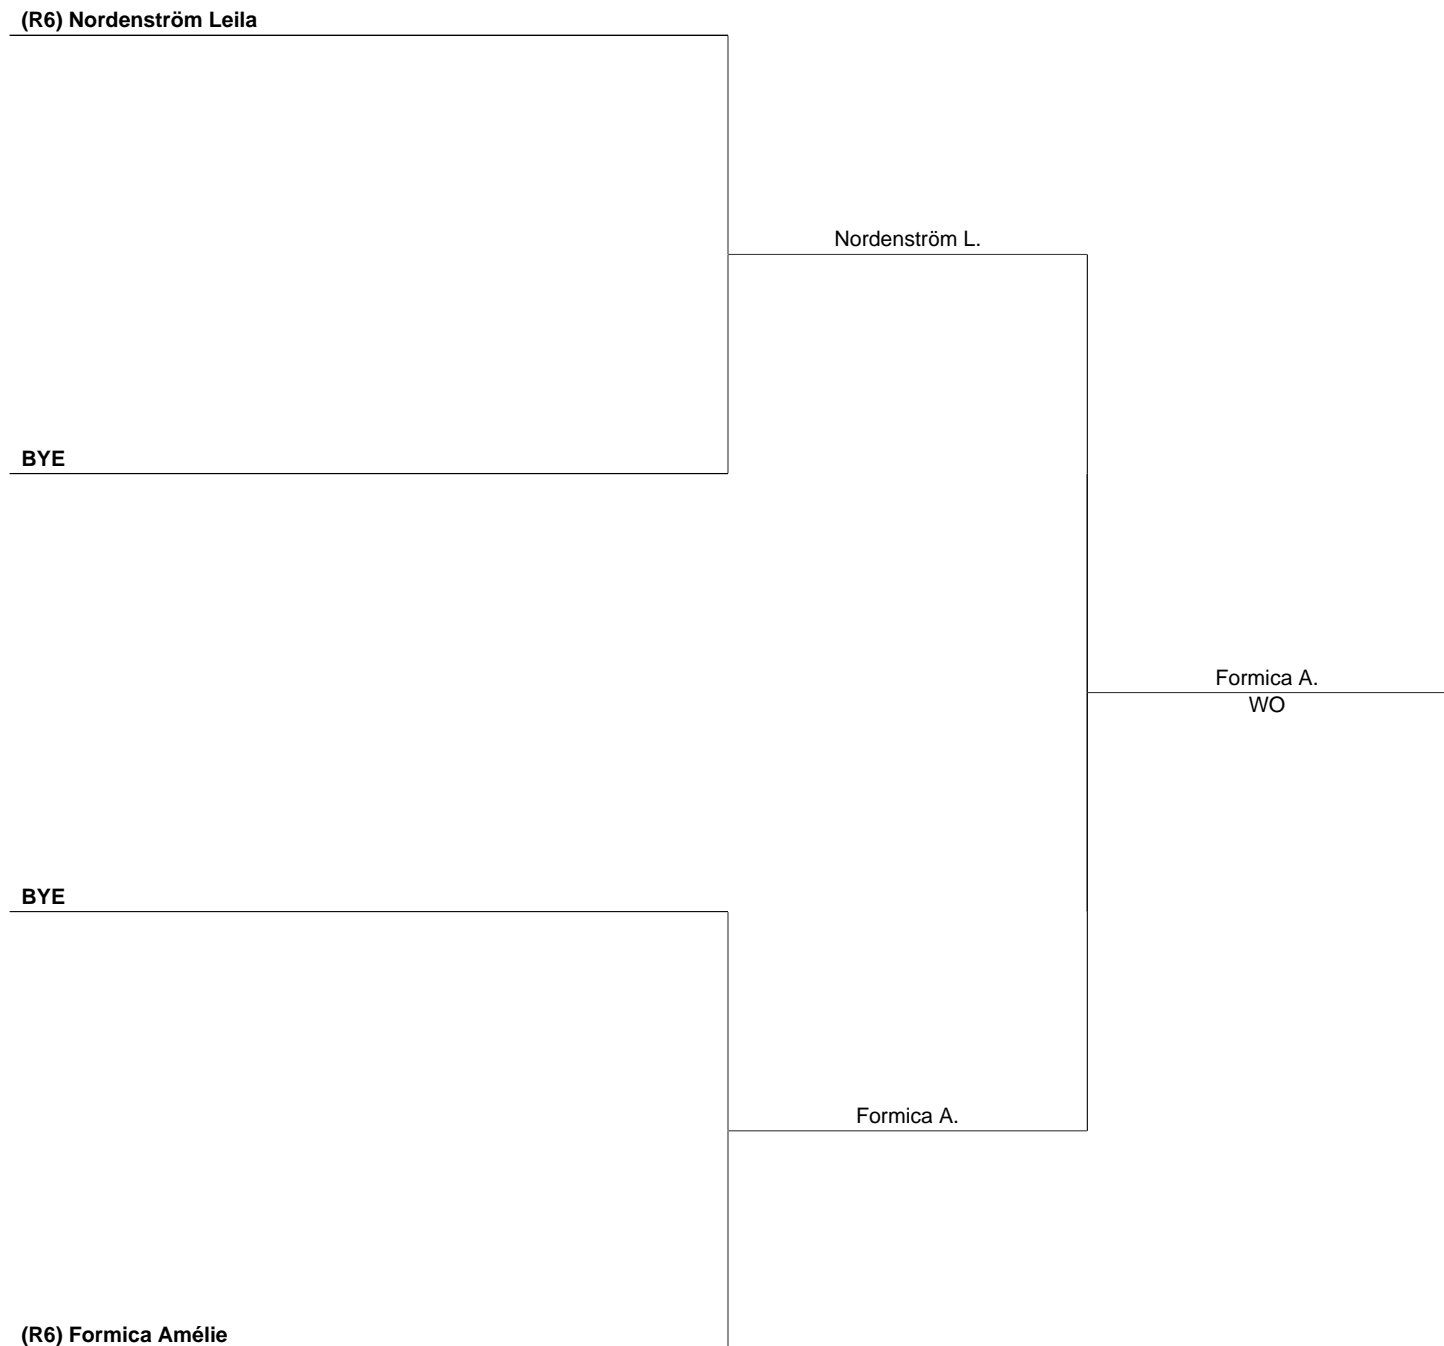 (R6) Nordenström Leila
Nordenström L.
BYE
Formica A.
WO
BYE
Formica A.
(R6) Formica Amélie